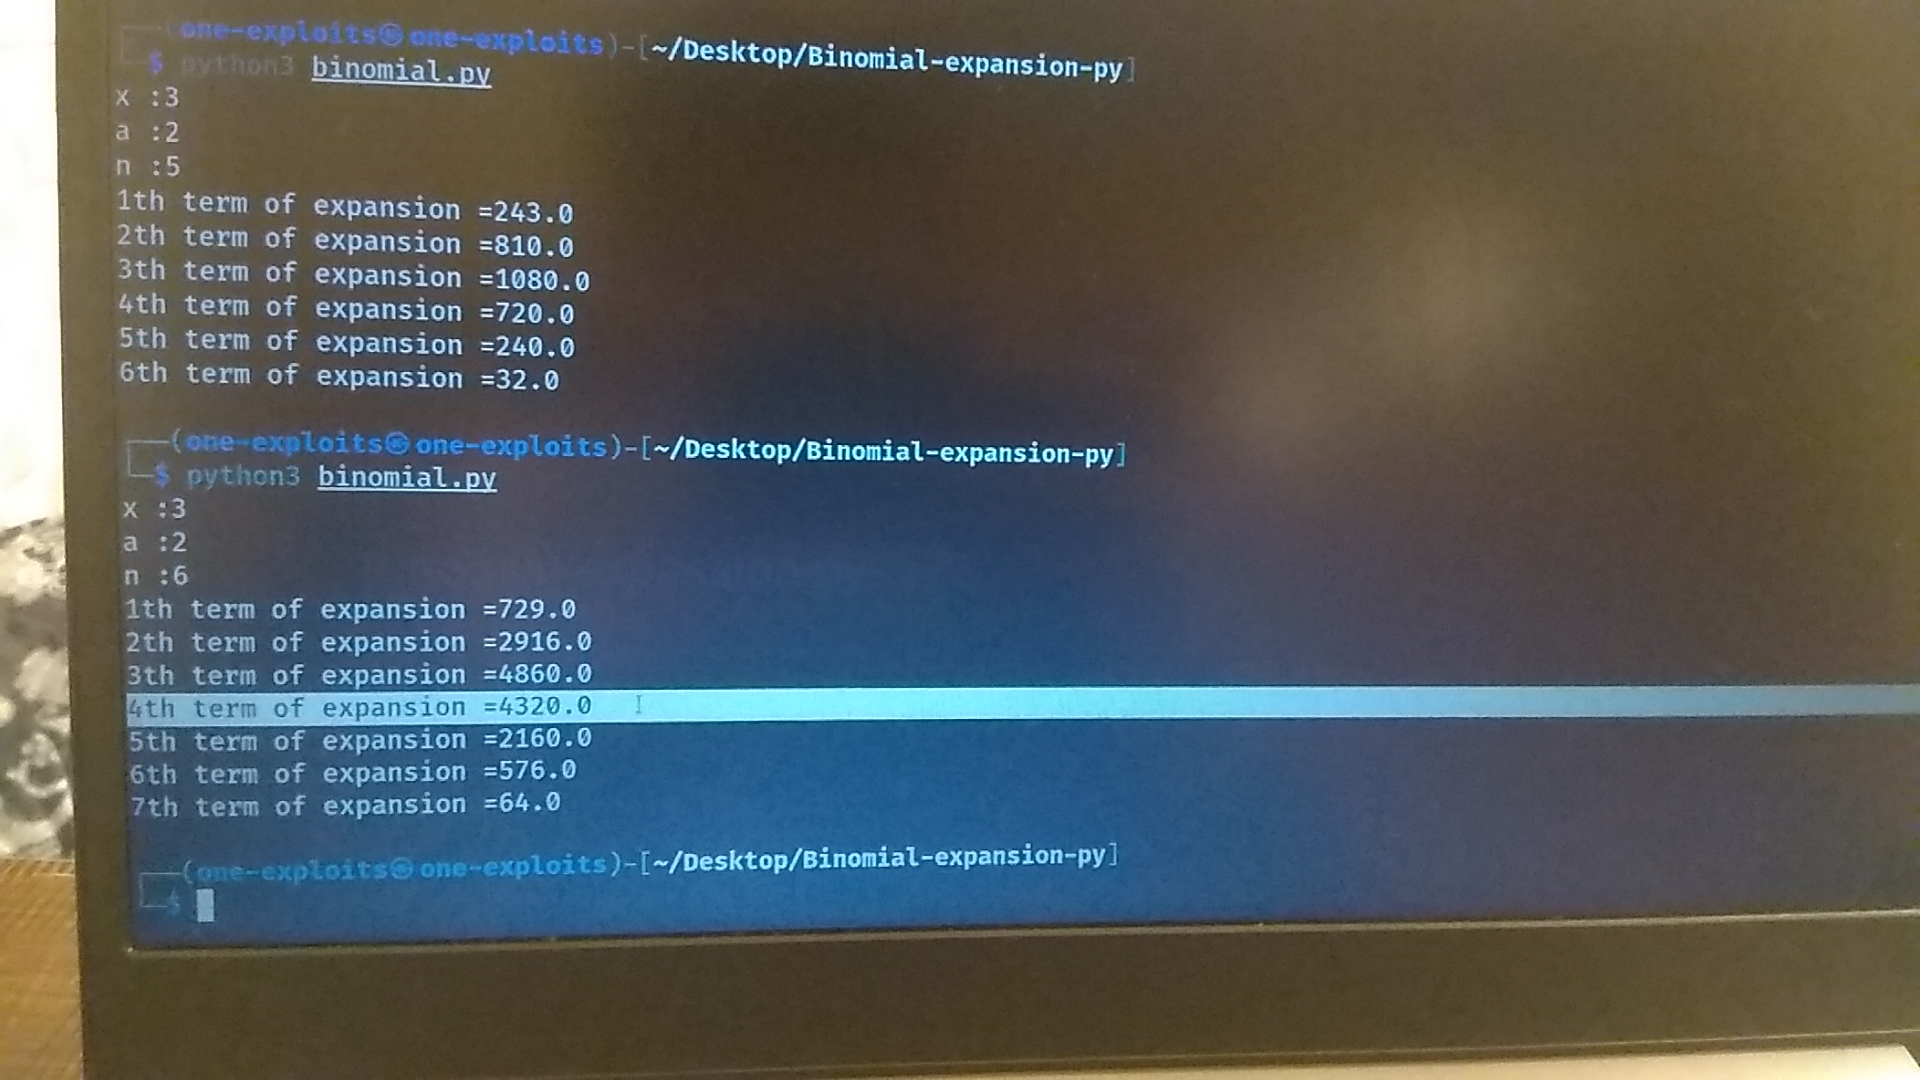 (one-exploits㉿one-exploits)-[~/Desktop/Binomial-expansion-py]
$ python3 binomial.py
x :3
a :2
n :5
1th term of expansion =243.0
2th term of expansion =810.0
3th term of expansion =1080.0
4th term of expansion =720.0
5th term of expansion =240.0
6th term of expansion =32.0
(one-exploits㉿one-exploits)-[~/Desktop/Binomial-expansion-py]
$ python3 binomial.py
x :3
a :2
n :6
1th term of expansion =729.0
2th term of expansion =2916.0
3th term of expansion =4860.0
4th term of expansion =4320.0
5th term of expansion =2160.0
6th term of expansion =576.0
7th term of expansion =64.0
(one-exploits㉿one-exploits)-[~/Desktop/Binomial-expansion-py]
$